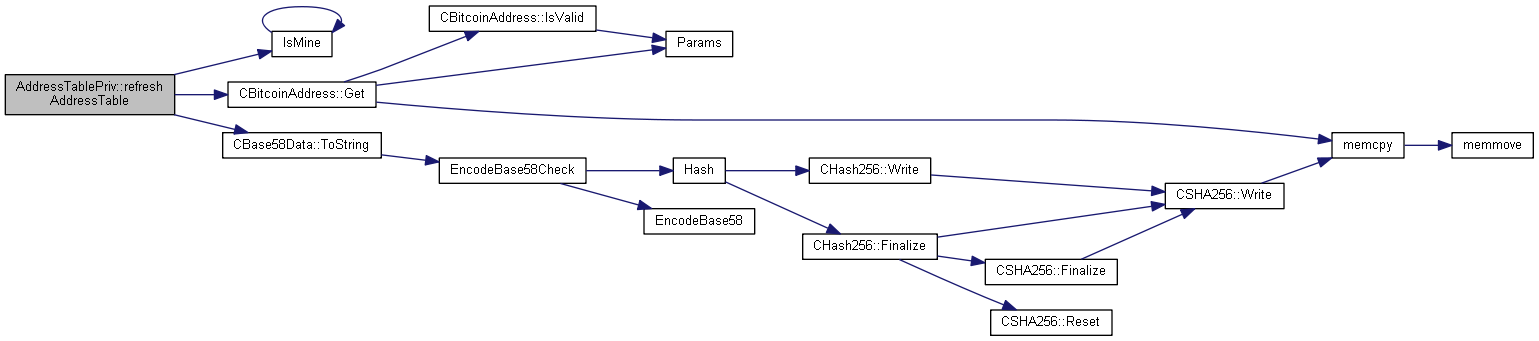 AddressTablePriv::refresh
AddressTable
IsMine
CBitcoinAddress::Get
CBitcoinAddress::IsValid
Params
memcpy
memmove
CBase58Data::ToString
EncodeBase58Check
Hash
CHash256::Write
CSHA256::Write
EncodeBase58
CHash256::Finalize
CSHA256::Finalize
CSHA256::Reset